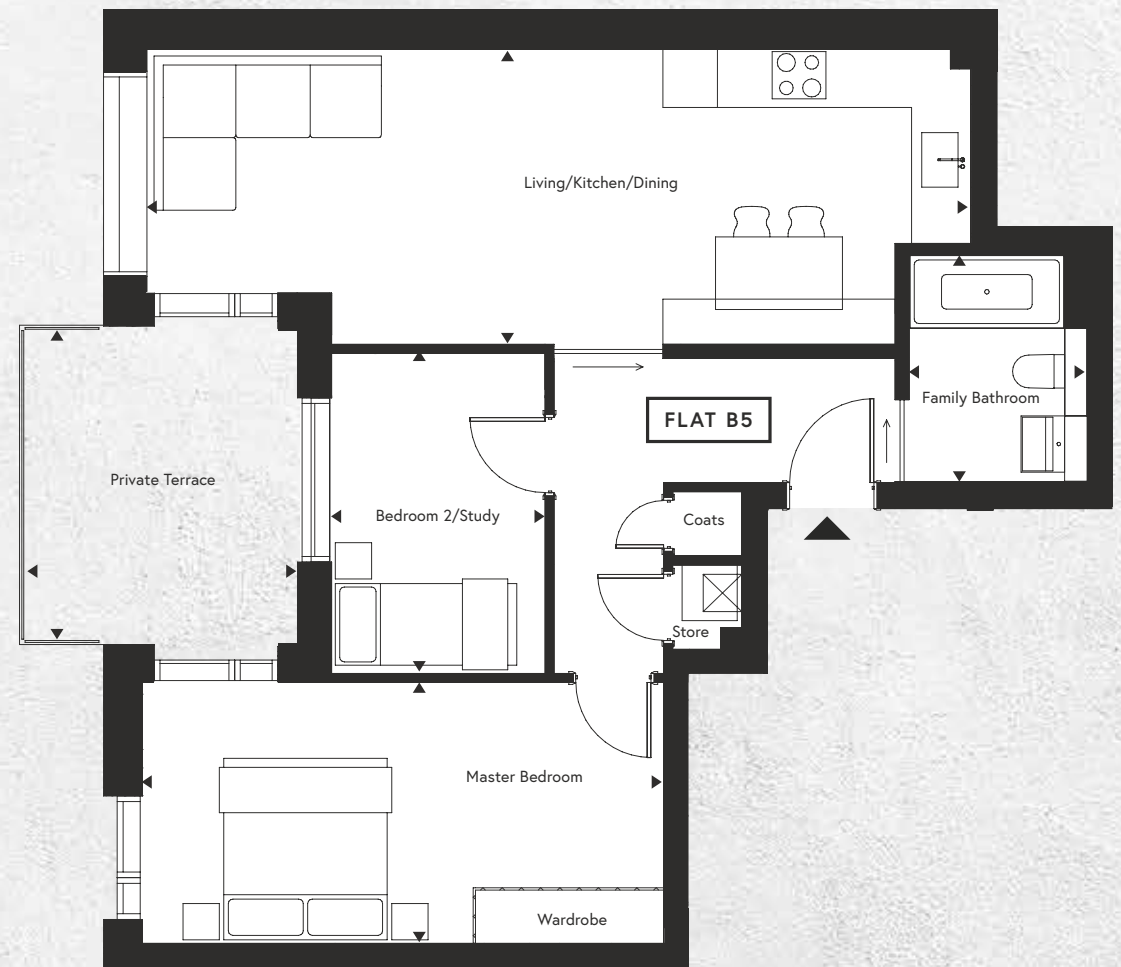 Living/Kitchen/Dining
Family Bathroom
FLAT B5
Private Terrace
Bedroom 2/Study
Coats
Store
Master Bedroom
Wardrobe